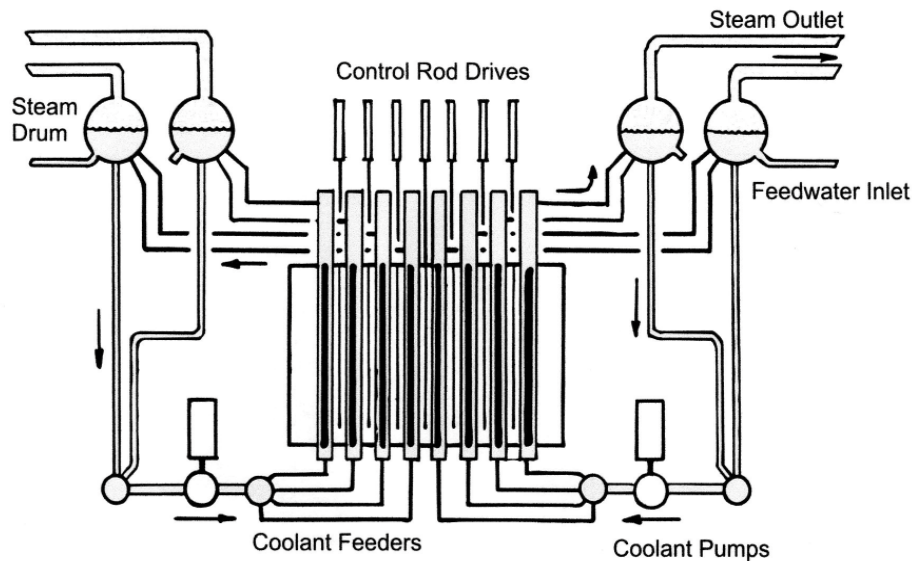 Steam Outlet
Control Rod Drives
Steam
Drum
Feedwater Inlet
Coolant Feeders
Coolant Pumps